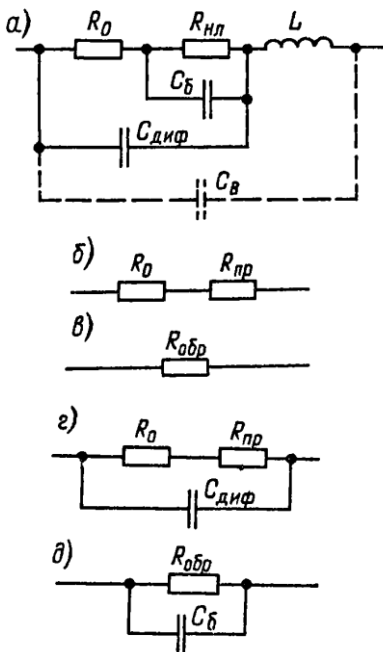 а) R₀ Rнл L
Cб
Cдиф
Cв
б) R₀ Rпр
в)
Rобр
г) R₀ Rпр
Cдиф
д) Rобр
Cб